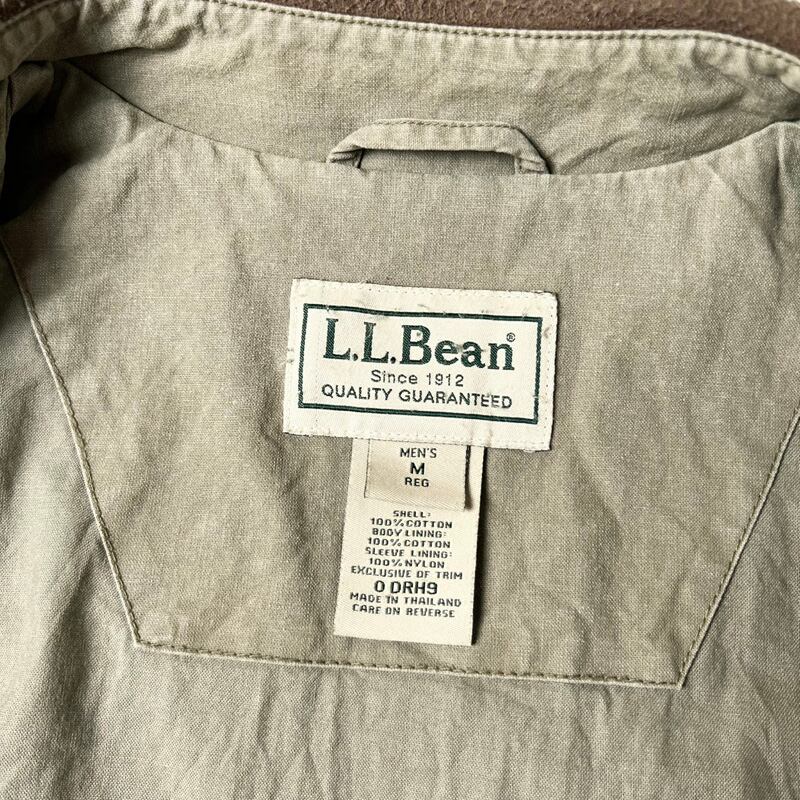 L.L.Bean®
Since 1912
QUALITY GUARANTEED
MEN'S
M
REG
SHELL:
100% COTTON
BODY LINING:
100% COTTON
SLEEVE LINING:
100% NYLON
EXCLUSIVE OF TRIM
0 DRH9
MADE IN THAILAND
CARE ON REVERSE